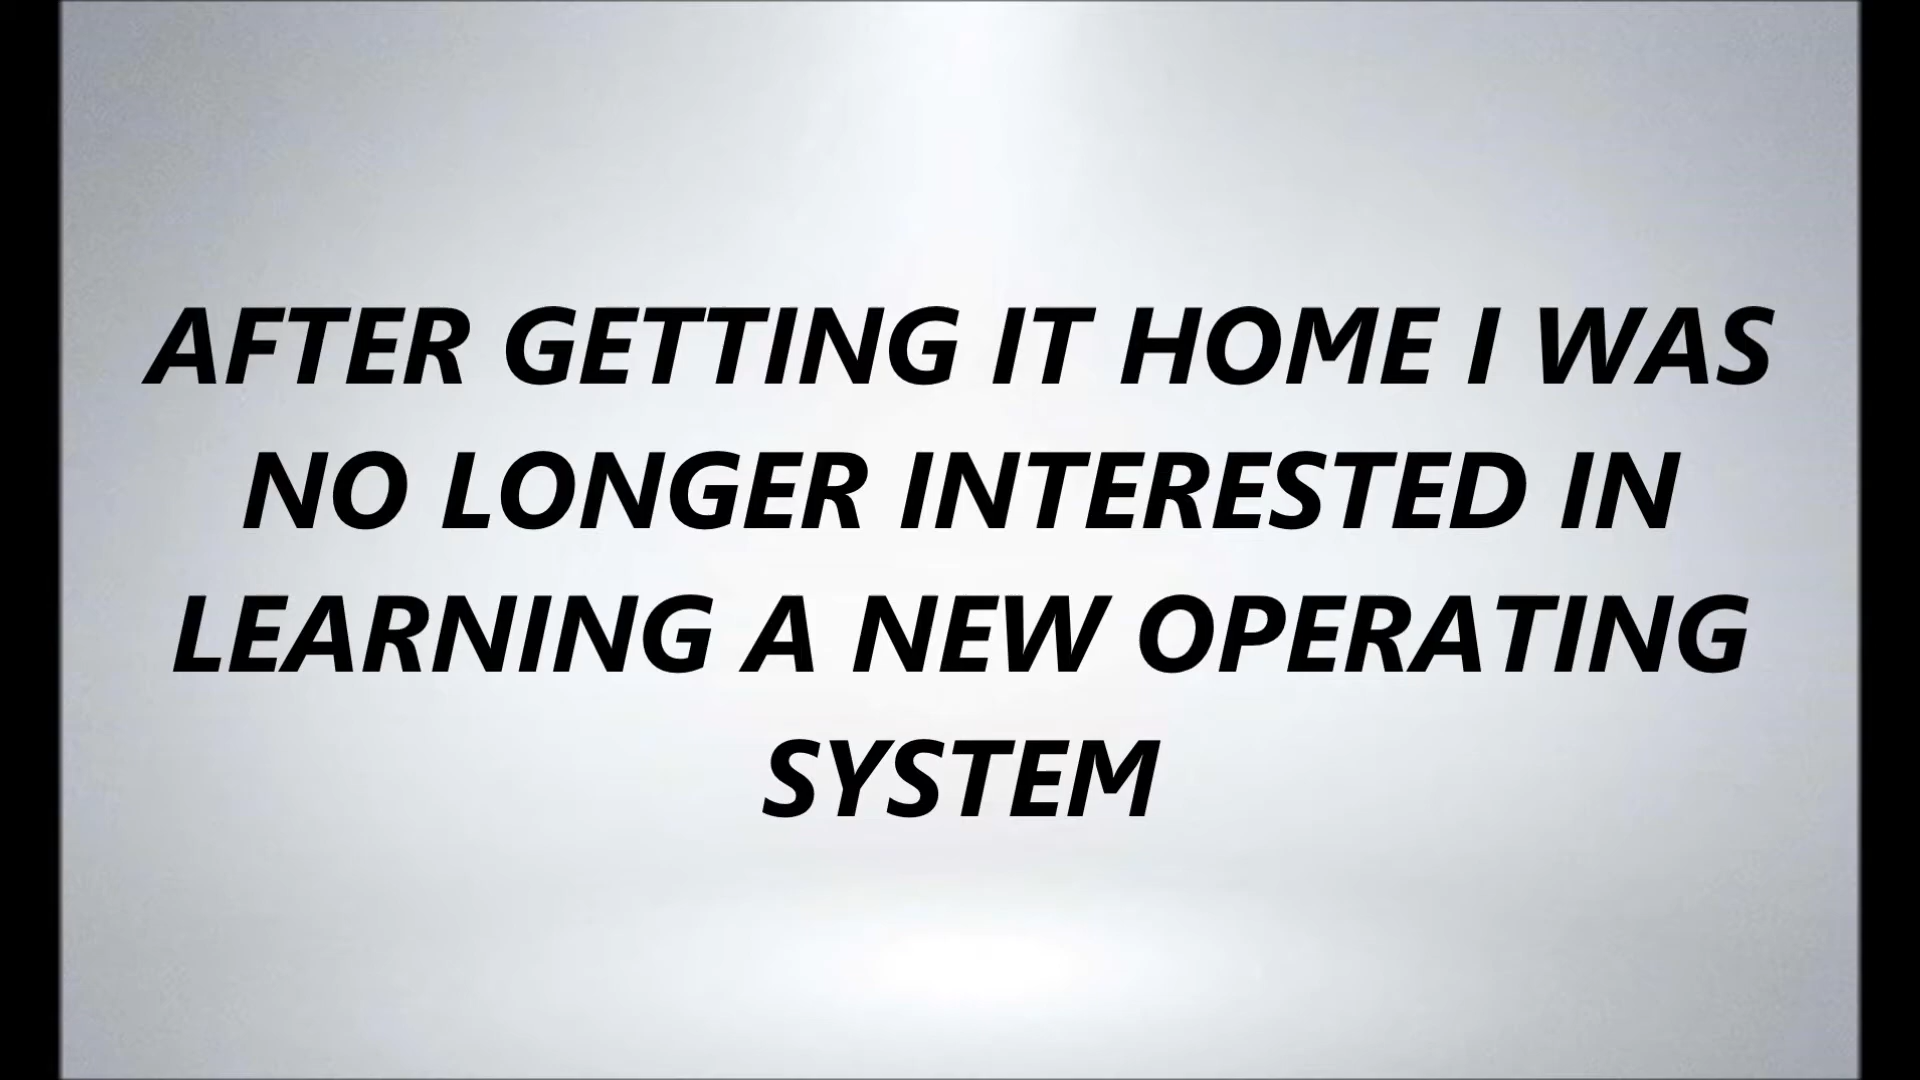 AFTER GETTING IT HOME I WAS
NO LONGER INTERESTED IN
LEARNING A NEW OPERATING
SYSTEM